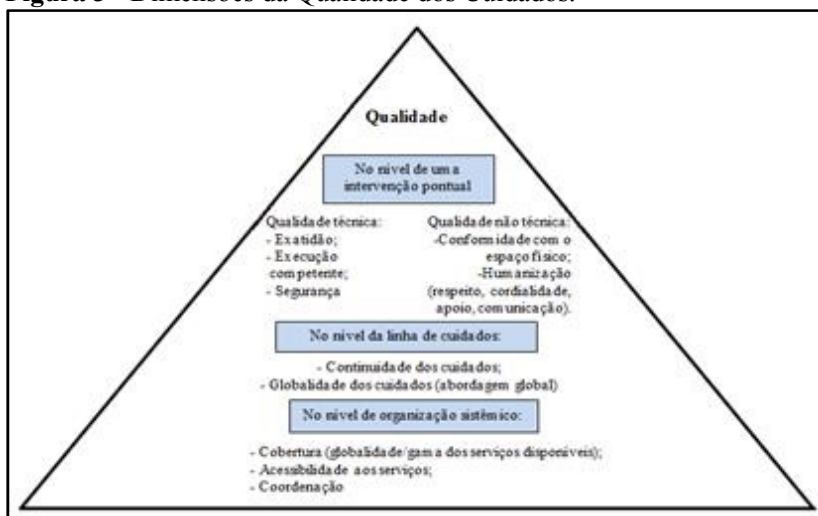 Figura 3 - Dimensões da Qualidade dos Cuidados.
Qualidade
No nível de uma
intervenção pontual
Qualidade técnica:
- Exatidão;
- Execução
competente;
- Segurança
Qualidade não técnica:
-Conformidade com o
espaço físico;
-Humanização
(respeito, cordialidade,
apoio, comunicação).
No nível da linha de cuidados:
- Continuidade dos cuidados;
- Globalidade dos cuidados (abordagem global)
No nível de organização sistêmico:
- Cobertura (globalidade/gama dos serviços disponíveis);
- Acessibilidade aos serviços;
- Coordenação